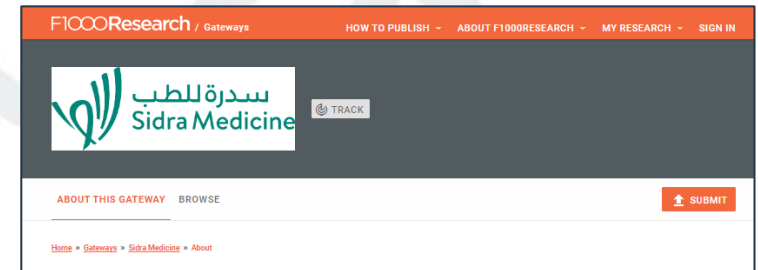 F1000Research / Gateways HOW TO PUBLISH ABOUT F1000RESEARCH MY RESEARCH SIGN IN
سدرة للطب
Sidra Medicine
TRACK
ABOUT THIS GATEWAY BROWSE SUBMIT
Home » Gateways » Sidra Medicine » About